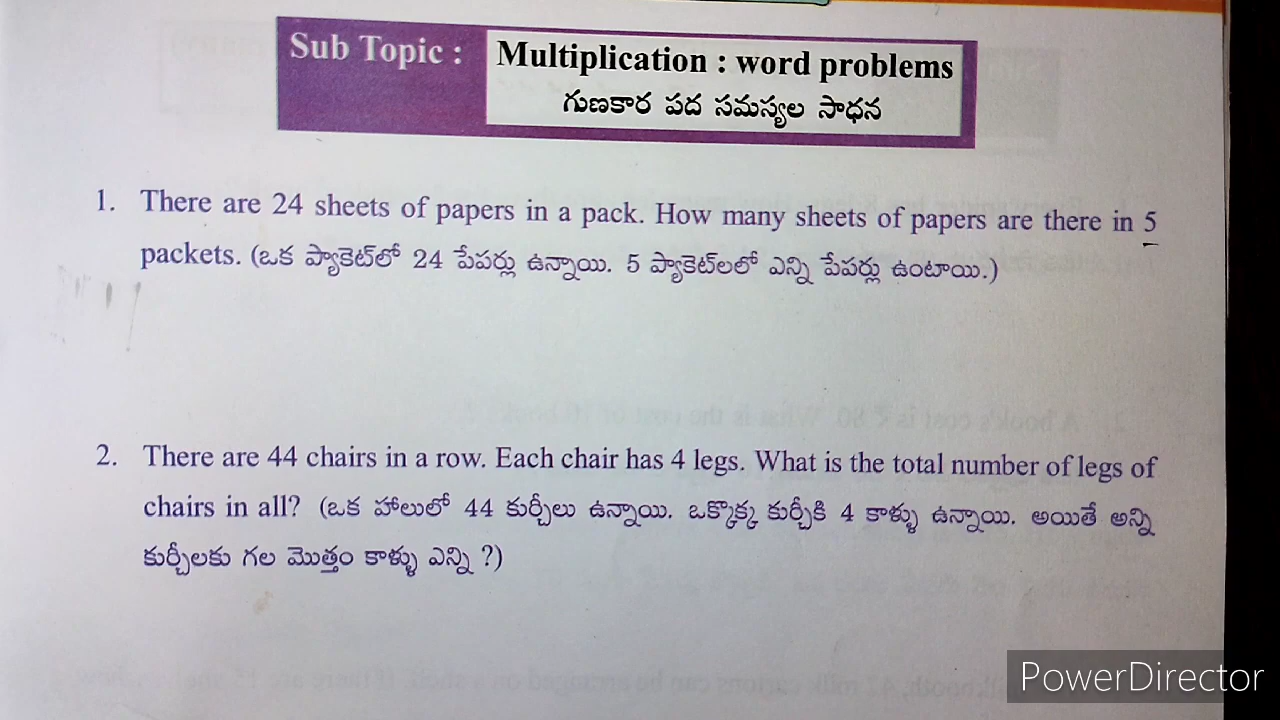 Sub Topic :
Multiplication : word problems
గుణకార పద సమస్యల సాధన
1. There are 24 sheets of papers in a pack. How many sheets of papers are there in 5
packets. (ఒక ప్యాకెట్‌లో 24 పేపర్లు ఉన్నాయి. 5 ప్యాకెట్‌లలో ఎన్ని పేపర్లు ఉంటాయి.)
2. There are 44 chairs in a row. Each chair has 4 legs. What is the total number of legs of
chairs in all? (ఒక హాలులో 44 కుర్చీలు ఉన్నాయి. ఒక్కొక్క కుర్చీకి 4 కాళ్ళు ఉన్నాయి. అయితే అన్ని
కుర్చీలకు గల మొత్తం కాళ్ళు ఎన్ని ?)
PowerDirector